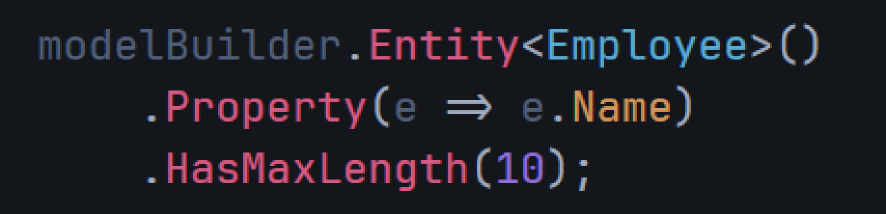 modelBuilder.Entity<Employee>()
.Property(e => e.Name)
.HasMaxLength(10);